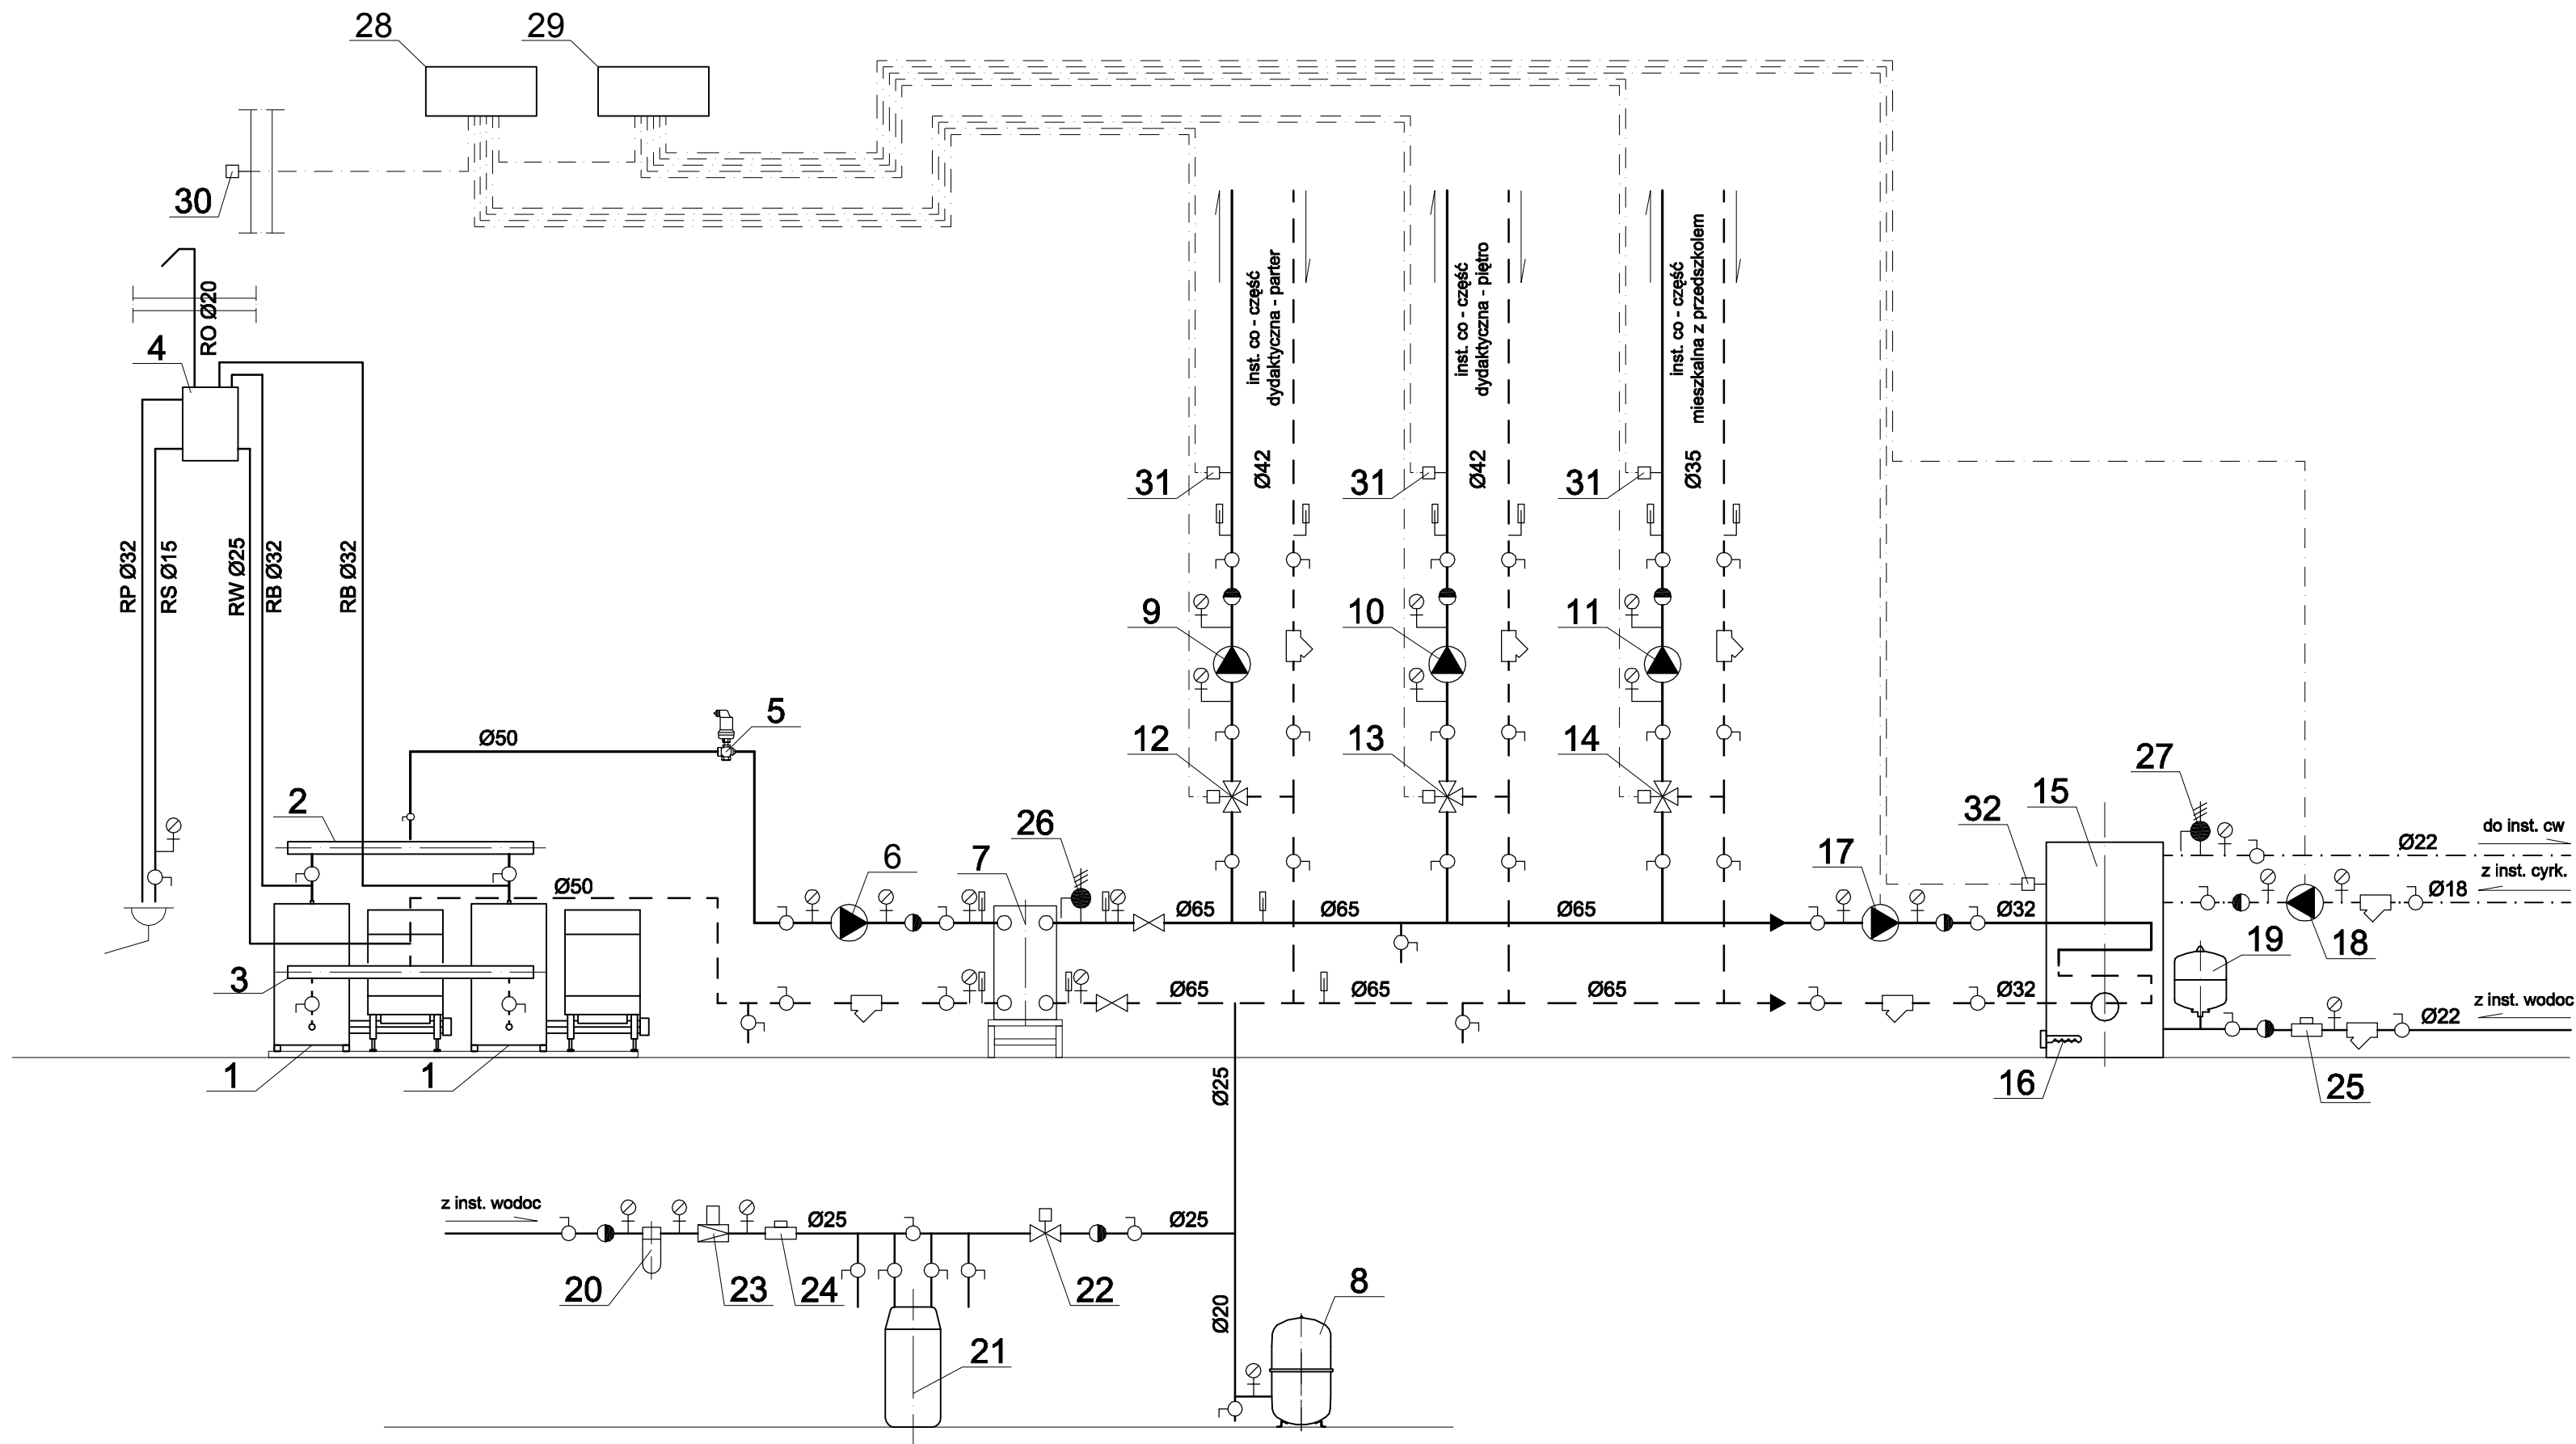 28
29
30
RO Ø20
4
inst. co - część
dydaktyczna - parter
inst. co - część
dydaktyczna - piętro
inst. co - część
mieszkalna z przedszkolem
Ø42
Ø42
Ø35
31
31
31
RP Ø32
RS Ø15
RW Ø25
RB Ø32
RB Ø32
9
10
11
5
Ø50
12
13
14
27
2
26
32
15
do inst. cw
Ø22
6
7
17
z inst. cyrk.
Ø18
Ø50
Ø65
Ø65
Ø65
Ø32
18
19
3
Ø65
Ø65
Ø65
Ø32
z inst. wodoc
Ø22
1
1
Ø25
16
25
z inst. wodoc
Ø25
Ø25
20
23
24
22
8
Ø20
21